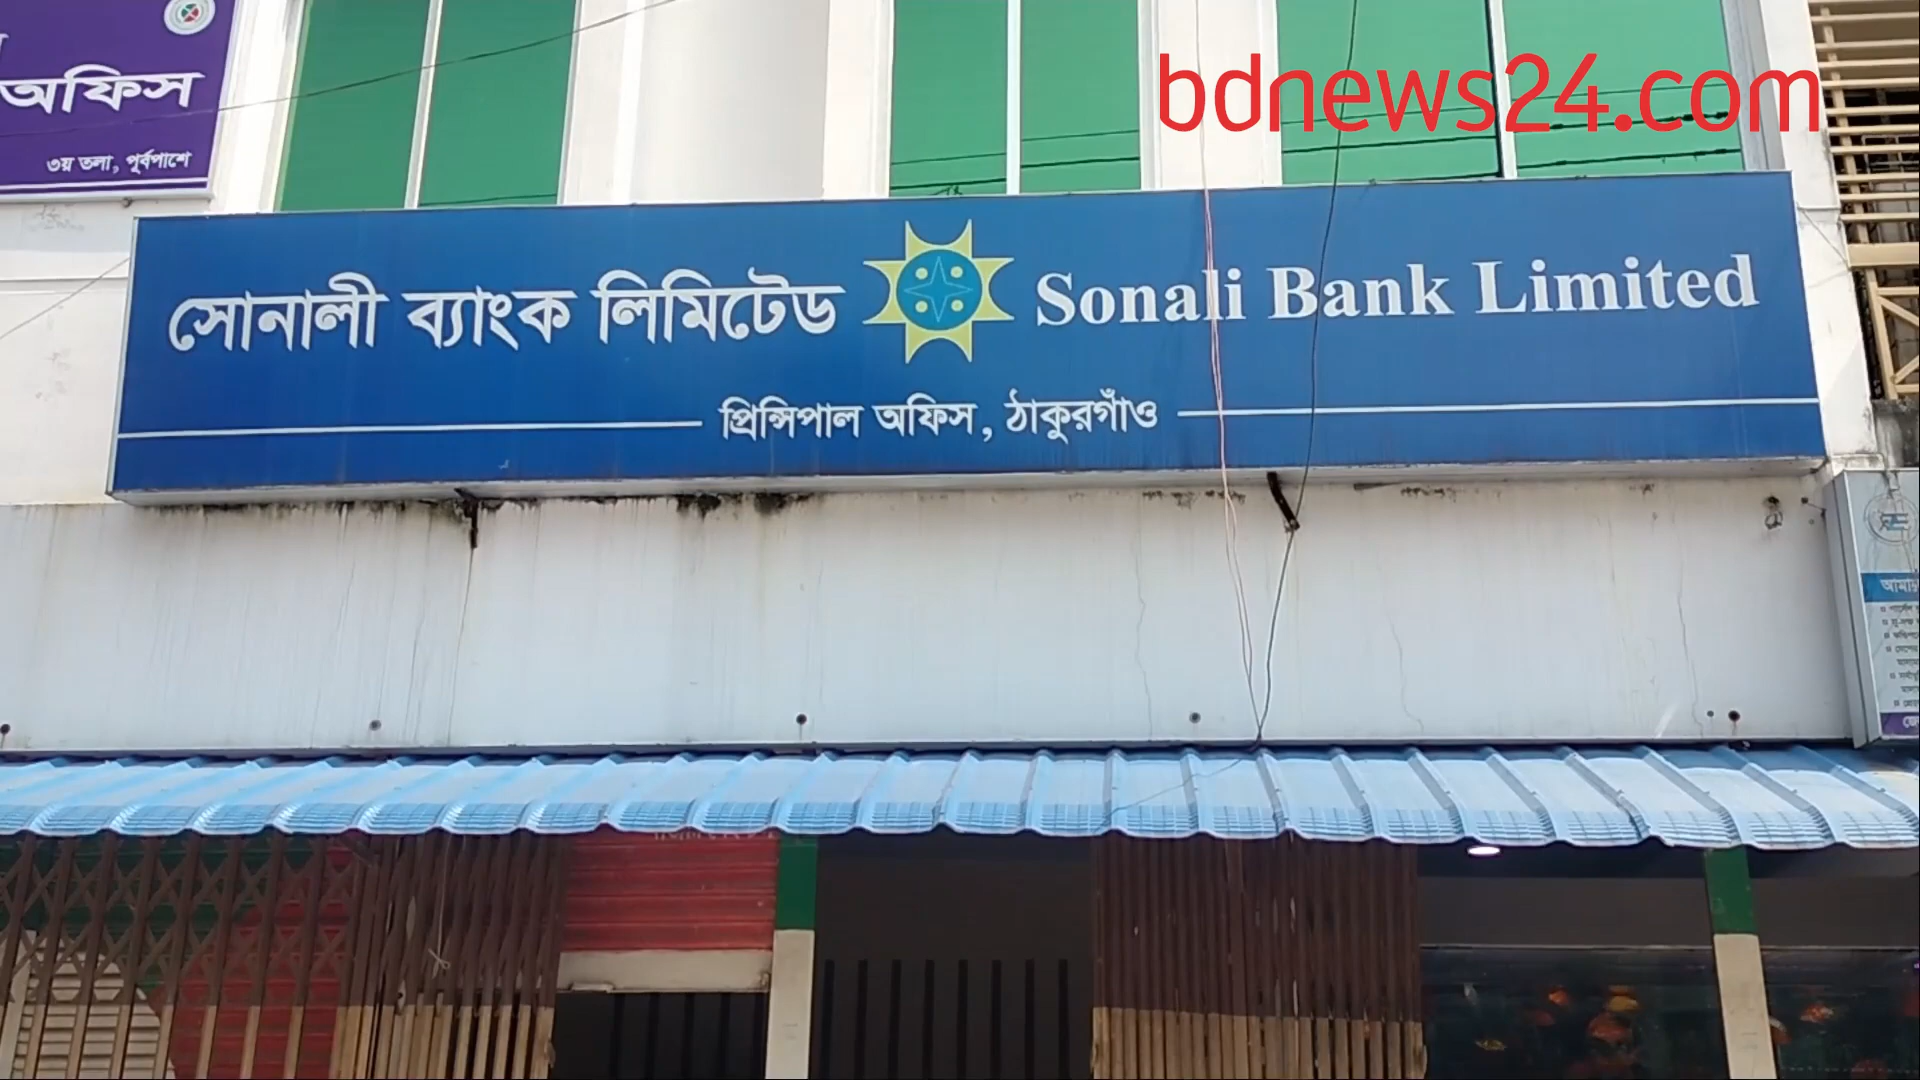 bdnews24.com
অফিস
৩য় তলা, পূর্বপাশে
সোনালী ব্যাংক লিমিটেড Sonali Bank Limited
প্রিন্সিপাল অফিস, ঠাকুরগাঁও